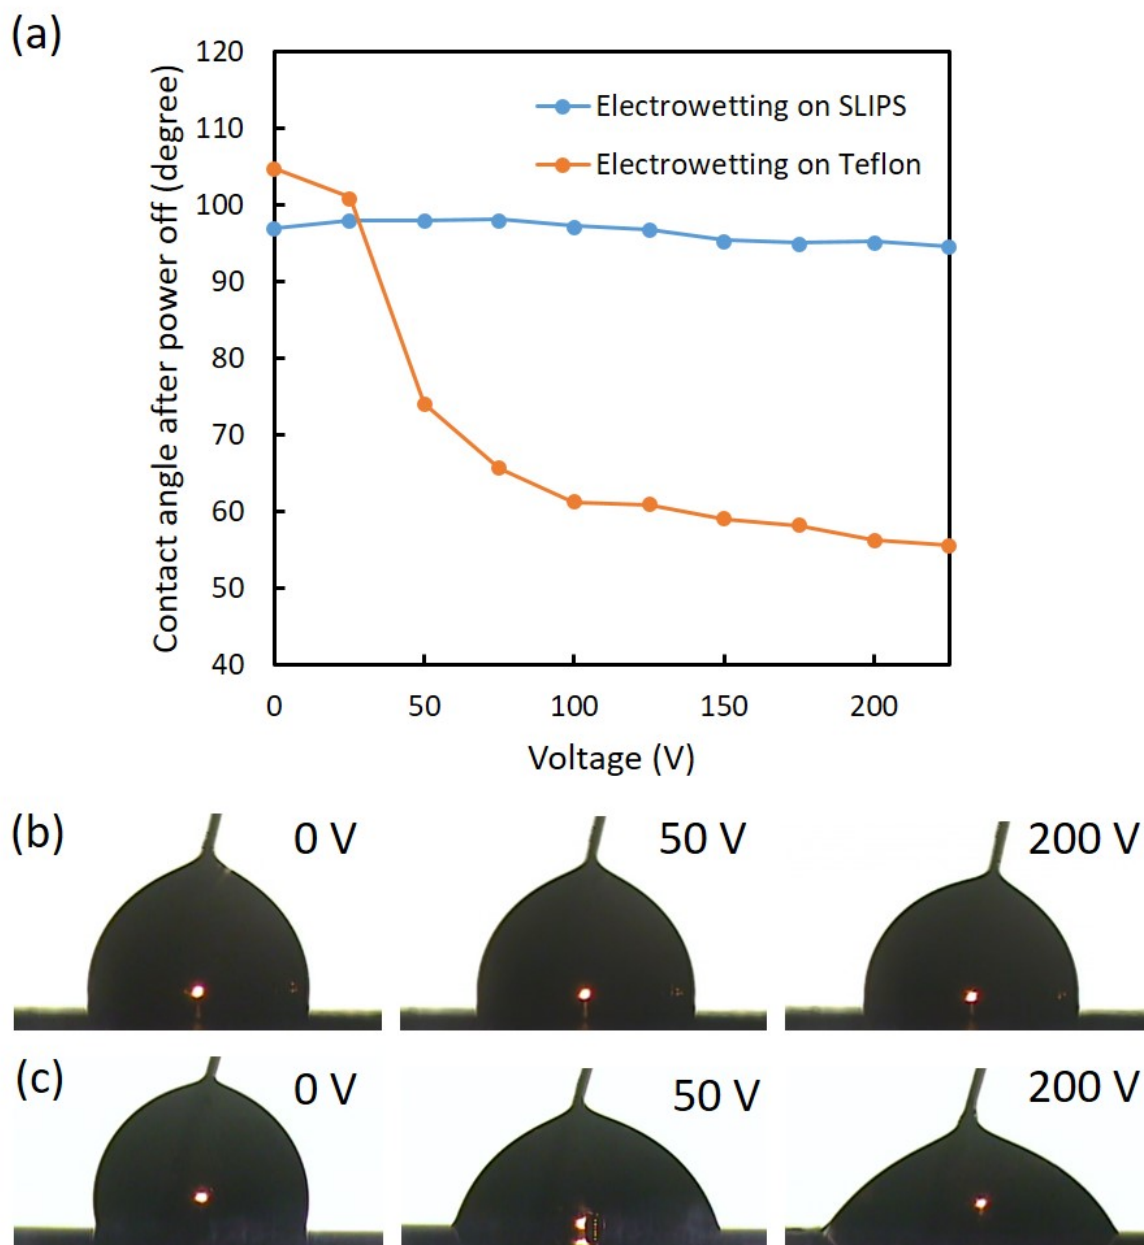 (a)
Contact angle after power off (degree)
120
110
100
90
80
70
60
50
40
Electrowetting on SLIPS
Electrowetting on Teflon
0 50 100 150 200
Voltage (V)
(b) 0 V 50 V 200 V
(c) 0 V 50 V 200 V